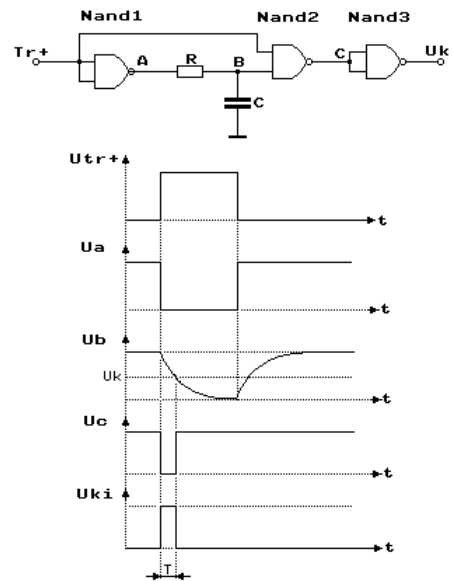 Nand1 Nand2 Nand3
Tr+ A R B C Uk
C
Utr+
t
Ua
t
Ub
Uk
t
Uc
t
Uki
t
T